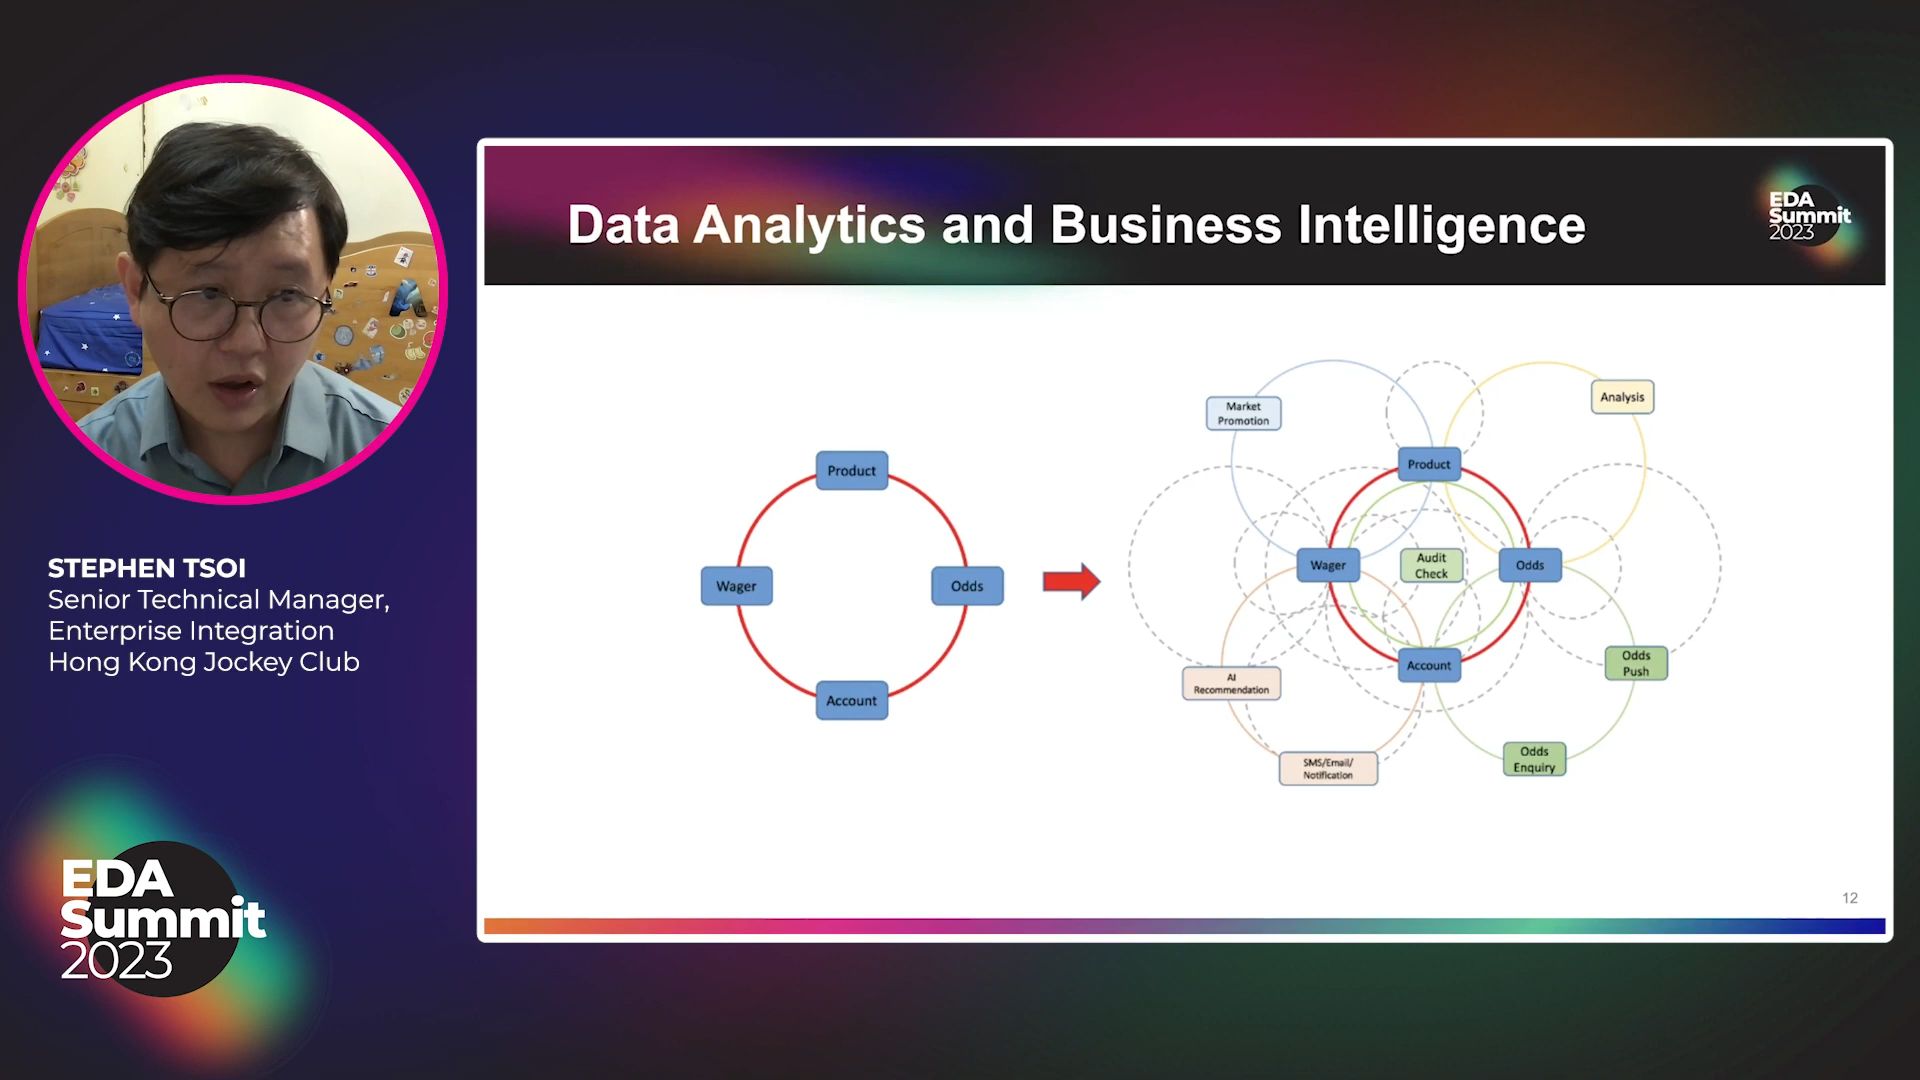 STEPHEN TSOI
Senior Technical Manager,
Enterprise Integration
Hong Kong Jockey Club
EDA
Summit
2023
Data Analytics and Business Intelligence
EDA
Summit
2023
Product
Wager
Odds
Account
Market
Promotion
Analysis
Product
Wager
Audit
Check
Odds
Account
AI
Recommendation
Odds
Push
SMS/Email/
Notification
Odds
Enquiry
12